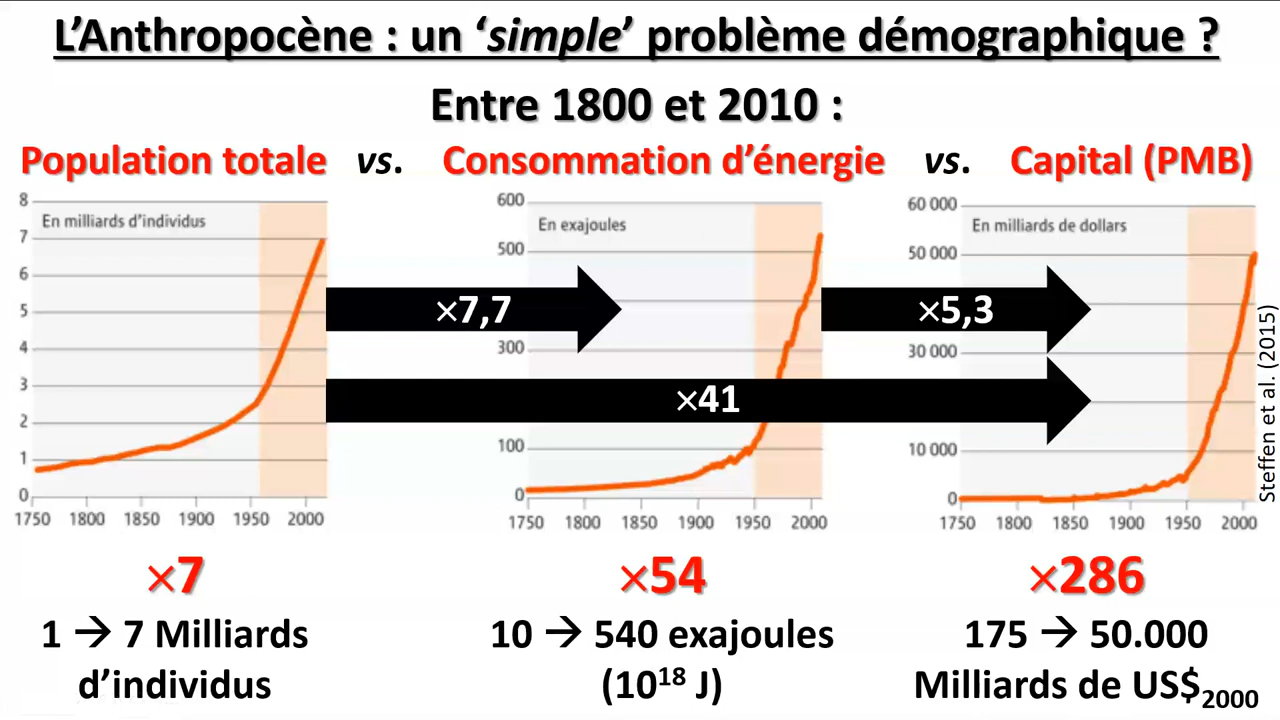 L'Anthropocène : un 'simple' problème démographique ?
Entre 1800 et 2010 :
Population totale vs. Consommation d'énergie vs. Capital (PMB)
En milliards d'individus
8
7
6
5
4
3
2
1
0
1750 1800 1850 1900 1950 2000
En exajoules
600
500
300
100
0
1750 1800 1850 1900 1950 2000
En milliards de dollars
60 000
50 000
30 000
10 000
0
1750 1800 1850 1900 1950 2000
×7,7
×5,3
×41
Steffen et al. (2015)
×7
1 → 7 Milliards
d'individus
×54
10 → 540 exajoules
(10¹⁸ J)
×286
175 → 50.000
Milliards de US$₂₀₀₀